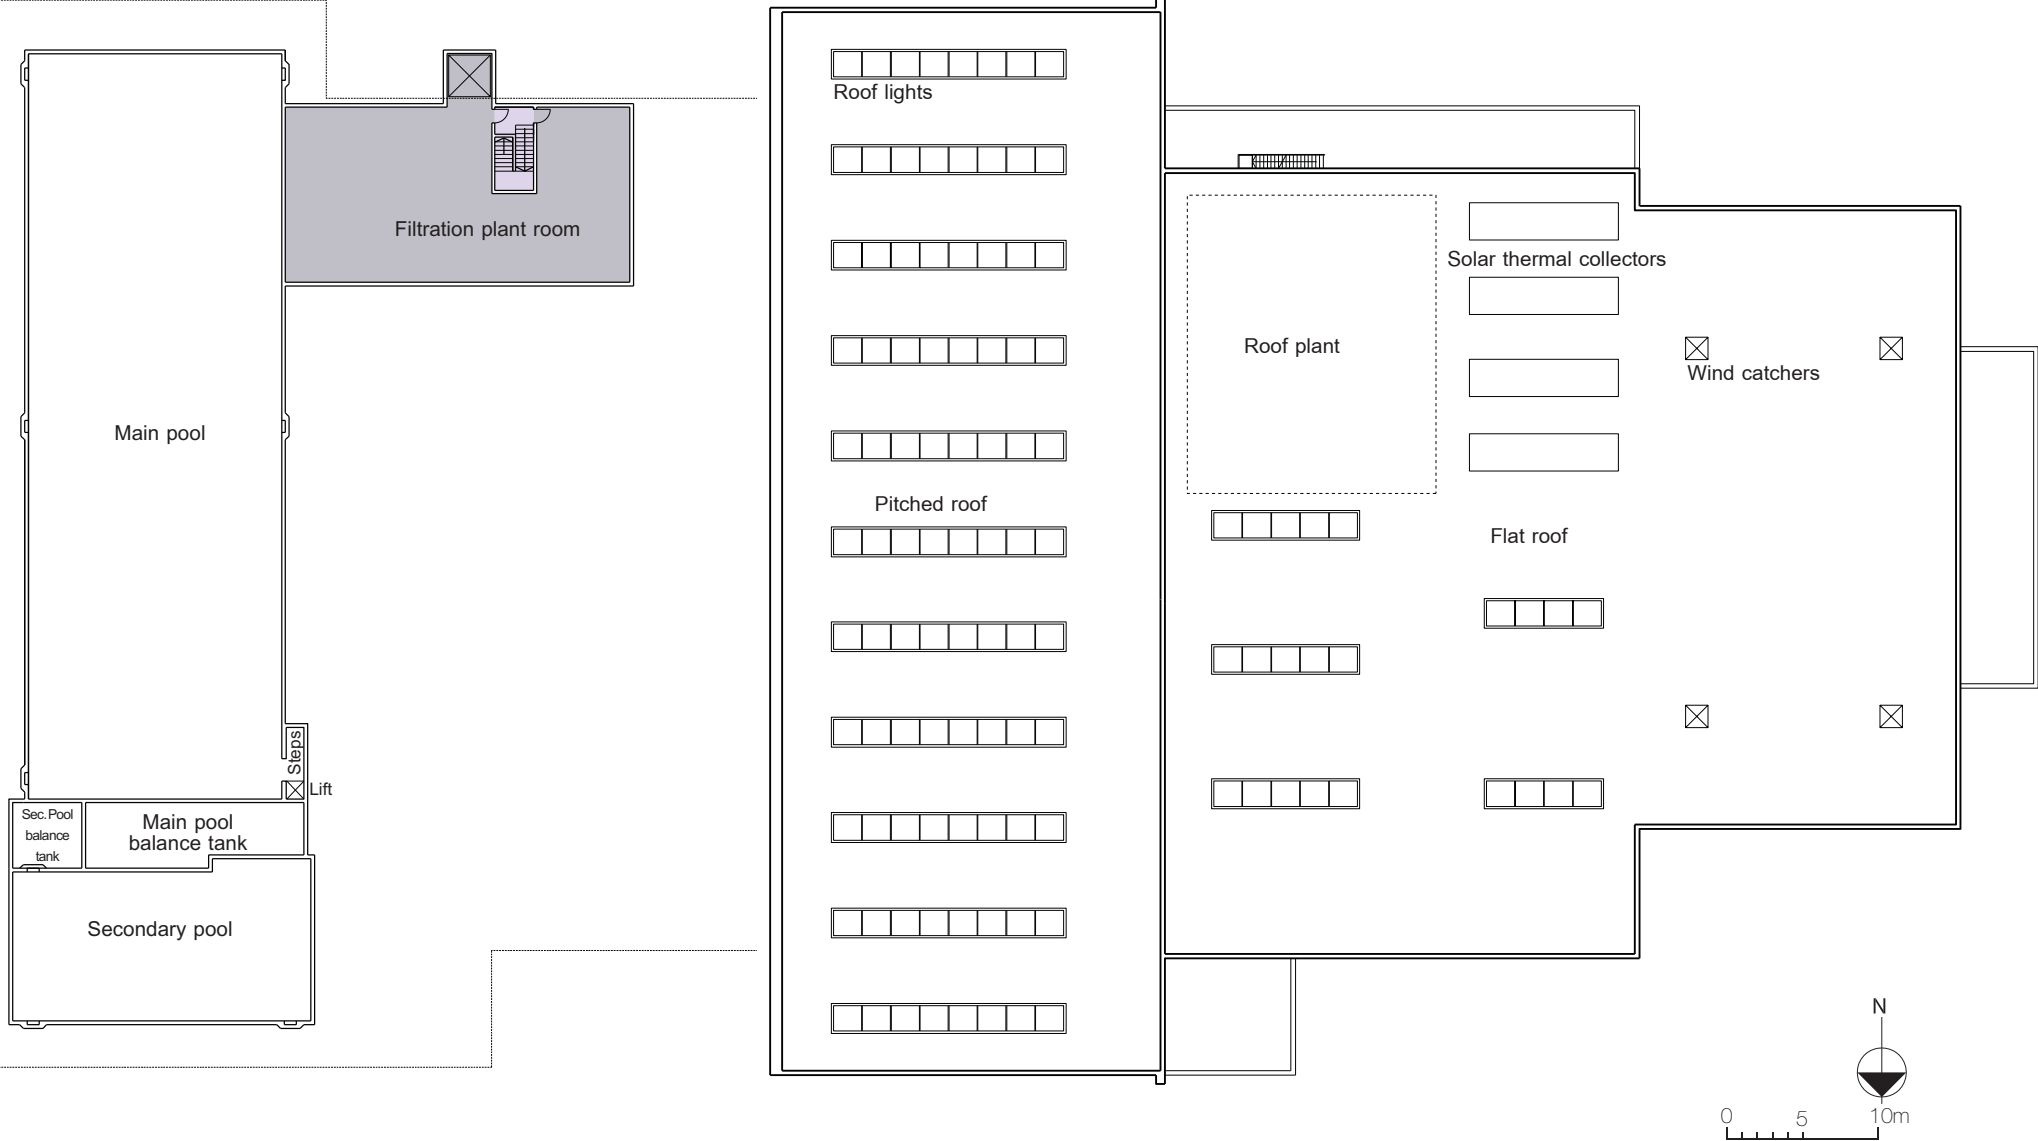 Roof lights
Filtration plant room
Solar thermal collectors
Roof plant
Wind catchers
Main pool
Pitched roof
Flat roof
Steps
Lift
Sec. Pool
balance
tank
Main pool
balance tank
Secondary pool
N
0 5 10m